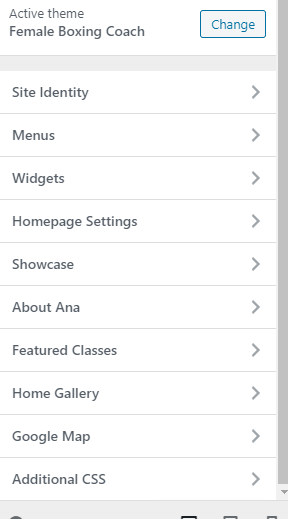 Active theme
Female Boxing Coach
Change
Site Identity
Menus
Widgets
Homepage Settings
Showcase
About Ana
Featured Classes
Home Gallery
Google Map
Additional CSS